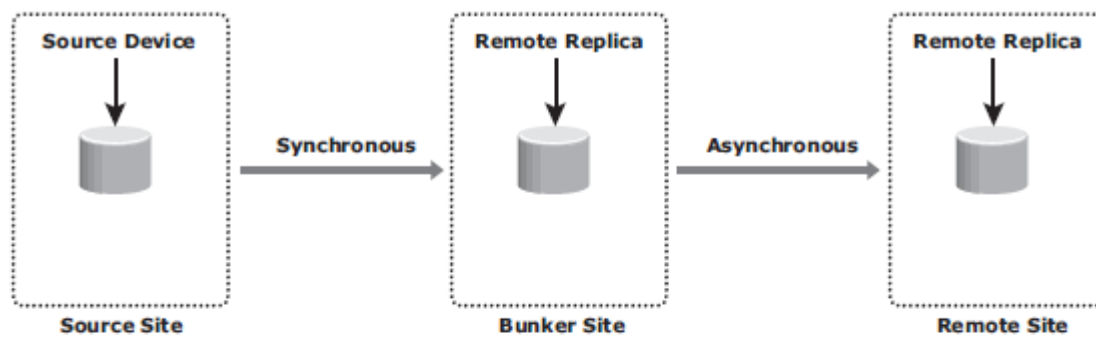 Source Device
Remote Replica
Remote Replica
Synchronous
Asynchronous
Source Site
Bunker Site
Remote Site